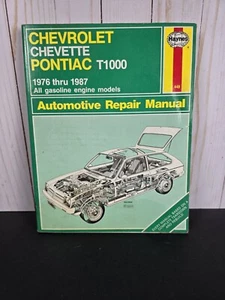 CHEVROLET
CHEVETTE
PONTIAC T1000
1976 thru 1987
All gasoline engine models
Haynes
Automotive Repair Manual